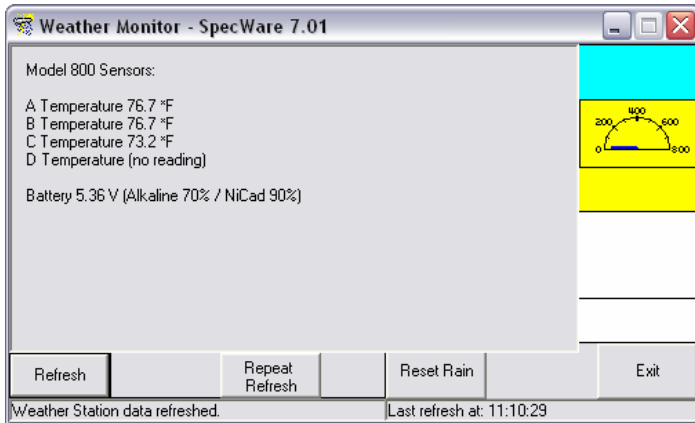 Weather Monitor - SpecWare 7.01
Model 800 Sensors:
A Temperature 76.7 °F
B Temperature 76.7 °F
C Temperature 73.2 °F
D Temperature (no reading)
Battery 5.36 V (Alkaline 70% / NiCad 90%)
0 200 400 600 800
Refresh
Repeat
Refresh
Reset Rain
Exit
Weather Station data refreshed.
Last refresh at: 11:10:29